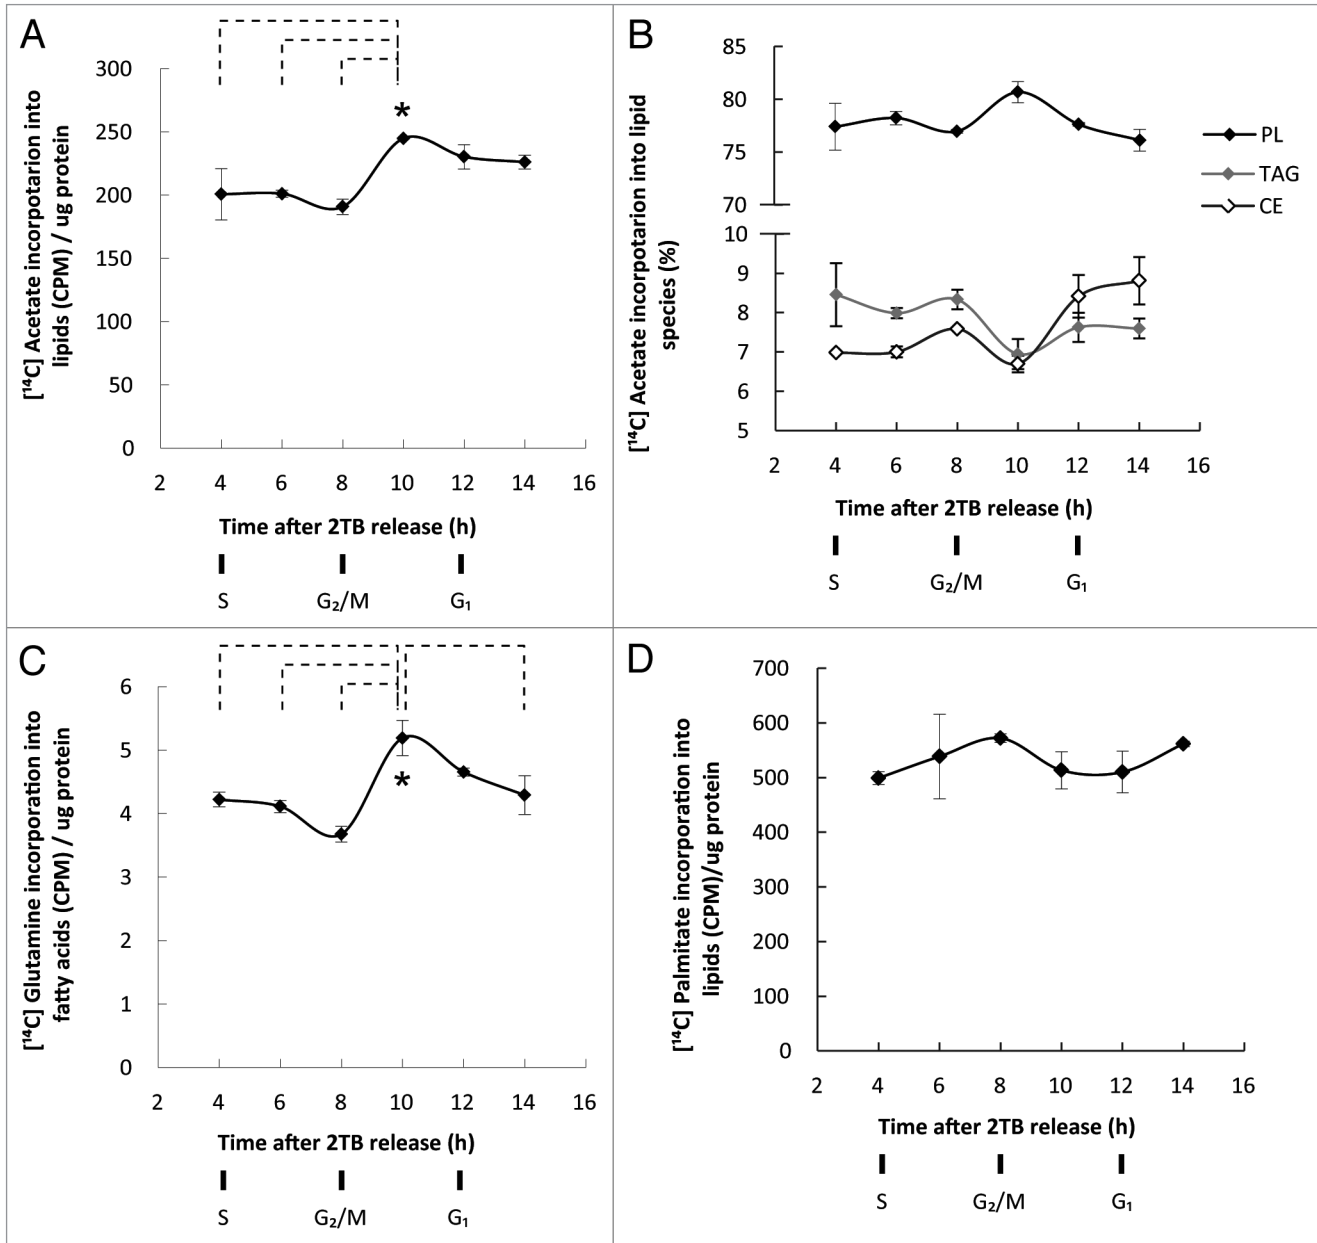 A
[¹⁴C] Acetate incorpotarion into
lipids (CPM) / ug protein
300
250
200
150
100
50
0
*
2 4 6 8 10 12 14 16
Time after 2TB release (h)
S G₂/M G₁
B
[¹⁴C] Acetate incorpotarion into lipid
species (%)
85
80
75
70
10
9
8
7
6
5
PL
TAG
CE
2 4 6 8 10 12 14 16
Time after 2TB release (h)
S G₂/M G₁
C
[¹⁴C] Glutamine incorporation into
fatty acids (CPM) / ug protein
6
5
4
3
2
1
0
*
2 4 6 8 10 12 14 16
Time after 2TB release (h)
S G₂/M G₁
D
[¹⁴C] Palmitate incorporation into
lipids (CPM)/ug protein
700
600
500
400
300
200
100
0
2 4 6 8 10 12 14 16
Time after 2TB release (h)
S G₂/M G₁